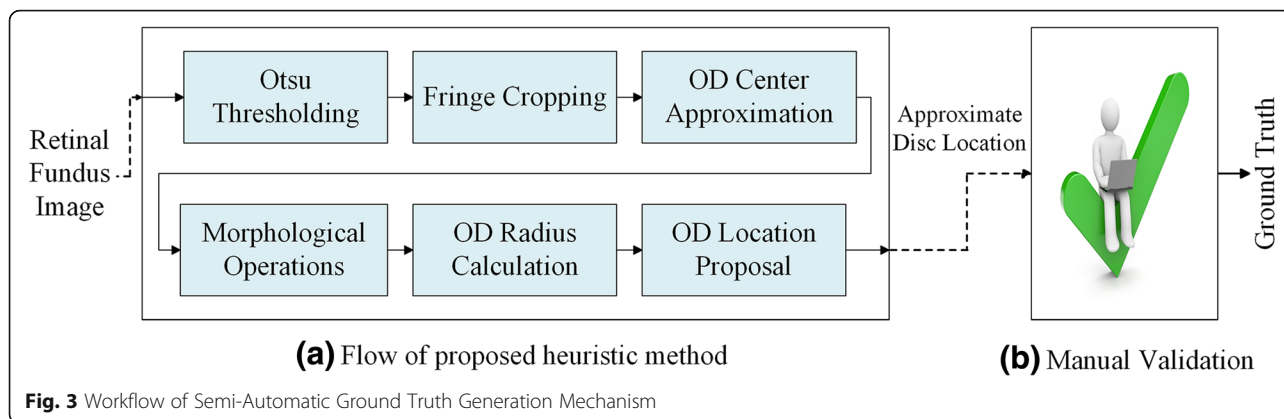 Retinal
Fundus
Image
Otsu
Thresholding
Fringe Cropping
OD Center
Approximation
Morphological
Operations
OD Radius
Calculation
OD Location
Proposal
Approximate
Disc Location
Ground Truth
(a) Flow of proposed heuristic method
(b) Manual Validation
Fig. 3 Workflow of Semi-Automatic Ground Truth Generation Mechanism